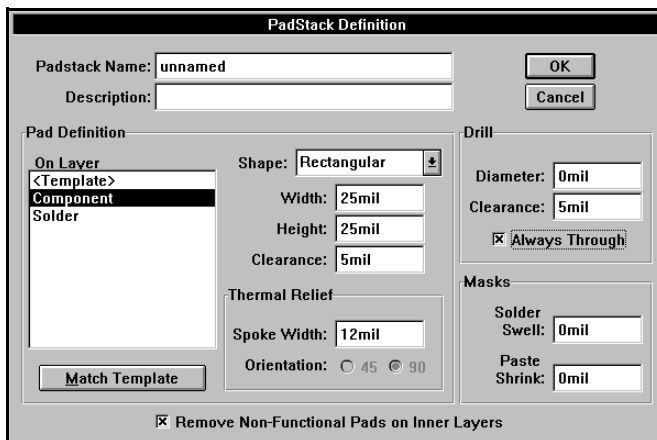 PadStack Definition
Padstack Name: unnamed
Description:
OK
Cancel
Pad Definition
On Layer
<Template>
Component
Solder
Match Template
Shape: Rectangular
Width: 25mil
Height: 25mil
Clearance: 5mil
Thermal Relief
Spoke Width: 12mil
Orientation: 45 90
Drill
Diameter: 0mil
Clearance: 5mil
Always Through
Masks
Solder
Swell: 0mil
Paste
Shrink: 0mil
Remove Non-Functional Pads on Inner Layers